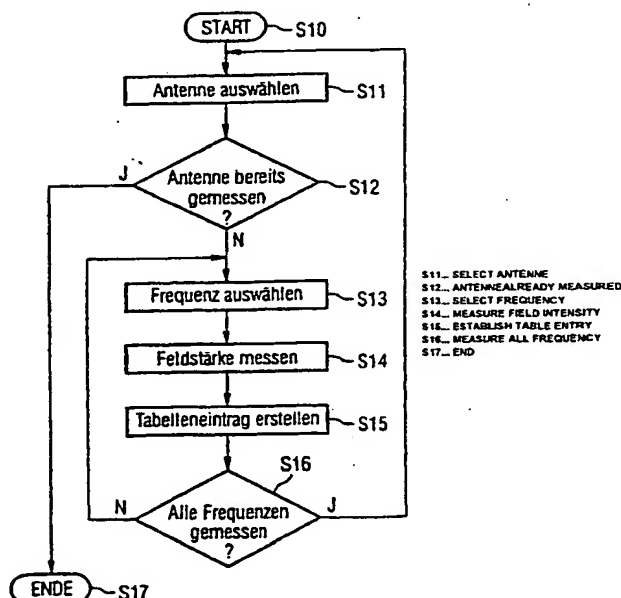 START
S10
Antenne auswählen
S11
Antenne bereits
gemessen
?
S12
J
N
Frequenz auswählen
S13
Feldstärke messen
S14
Tabelleneintrag erstellen
S15
S16
Alle Frequenzen
gemessen
?
N
J
ENDE
S17
S11... SELECT ANTENNE
S12... ANTENNEALREADY MEASURED
S13... SELECT FREQUENCY
S14... MEASURE FIELD INTENSITY
S15... ESTABLISH TABLE ENTRY
S16... MEASURE ALL FREQUENCY
S17... END